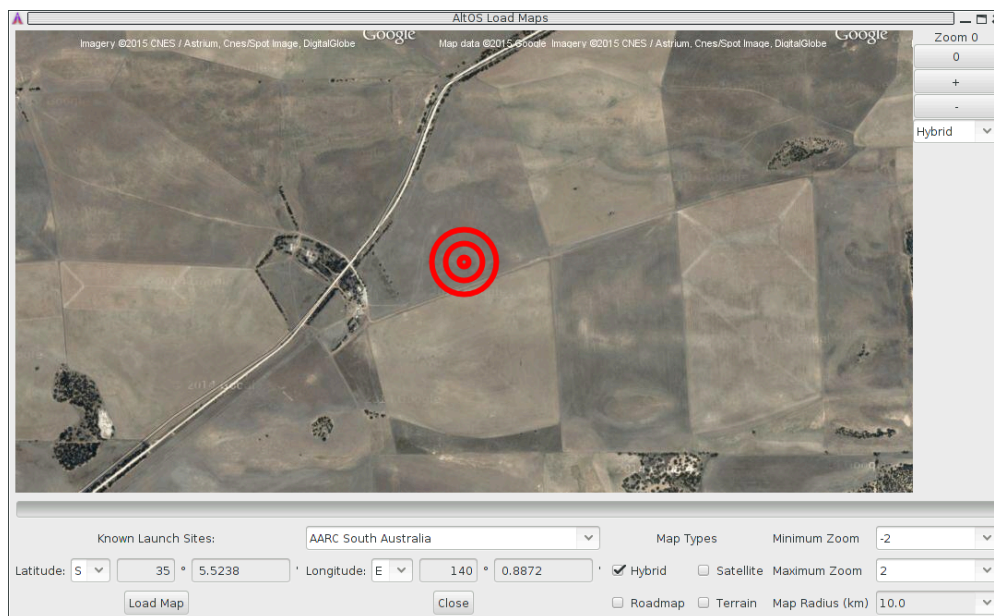 AltOS Load Maps
Imagery ©2015 CNES / Astrium, Cnes/Spot Image, DigitalGlobe
Google
Map data ©2015 Google Imagery ©2015 CNES / Astrium, Cnes/Spot Image, DigitalGlobe
Google
Zoom 0
0
+
-
Hybrid
Known Launch Sites: AARC South Australia Map Types Minimum Zoom -2
Latitude: S 35 ° 5.5238 ' Longitude: E 140 ° 0.8872 ' Hybrid Satellite Maximum Zoom 2
Load Map Close Roadmap Terrain Map Radius (km) 10.0